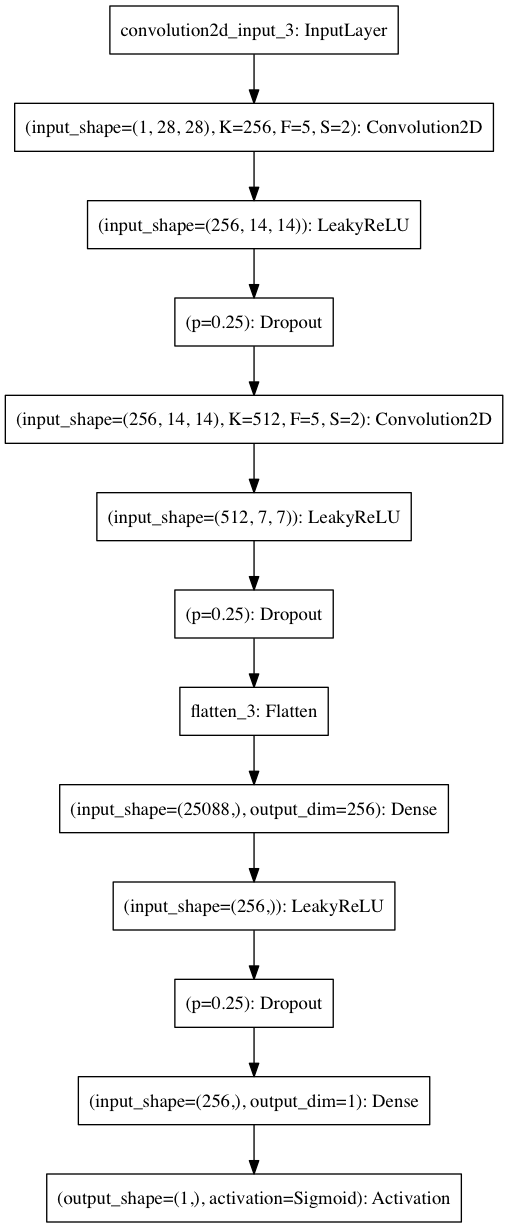 convolution2d_input_3: InputLayer
(input_shape=(1, 28, 28), K=256, F=5, S=2): Convolution2D
(input_shape=(256, 14, 14)): LeakyReLU
(p=0.25): Dropout
(input_shape=(256, 14, 14), K=512, F=5, S=2): Convolution2D
(input_shape=(512, 7, 7)): LeakyReLU
(p=0.25): Dropout
flatten_3: Flatten
(input_shape=(25088,), output_dim=256): Dense
(input_shape=(256,)): LeakyReLU
(p=0.25): Dropout
(input_shape=(256,), output_dim=1): Dense
(output_shape=(1,), activation=Sigmoid): Activation